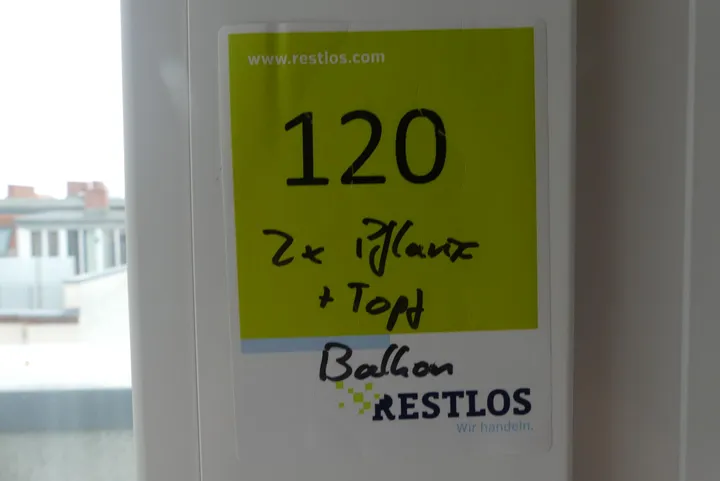 www.restlos.com
120
2x Pflanze
+ Topf
Balkon
RESTLOS
Wir handeln.